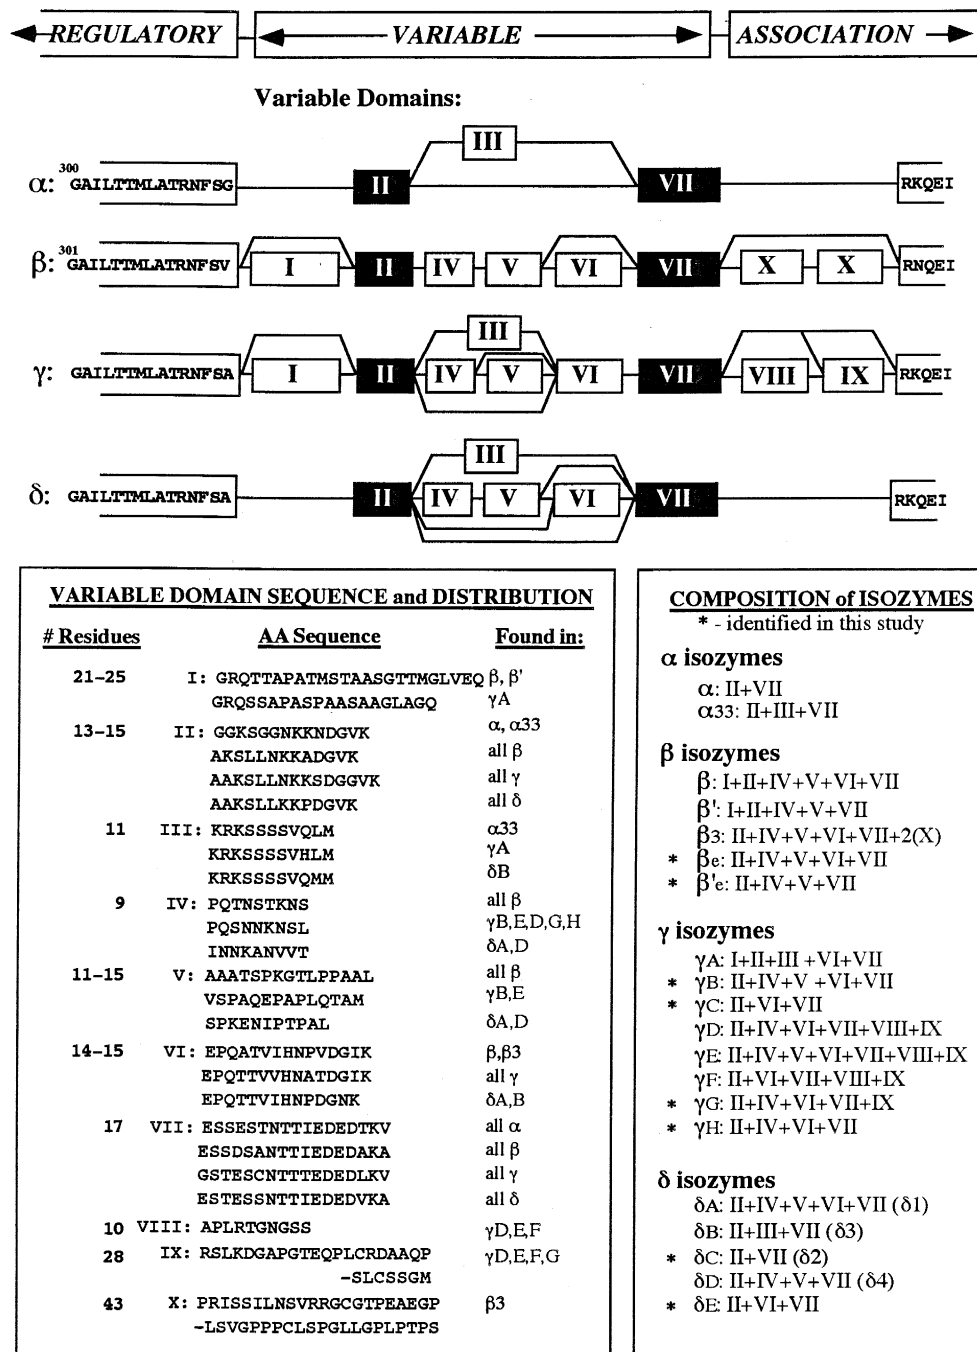 REGULATORY VARIABLE ASSOCIATION
Variable Domains:
III
α: 300 GAILTTMLATRNFSG II VII RKQEI
β: 301 GAILTTMLATRNFSV I II IV V VI VII X X RNQEI
III
γ: GAILTTMLATRNFSA I II IV V VI VII VIII IX RKQEI
III
δ: GAILTTMLATRNFSA II IV V VI VII RKQEI
VARIABLE DOMAIN SEQUENCE and DISTRIBUTION
# Residues AA Sequence Found in:
21-25 I: GRQTTAPATMSTAASGTTMGLVEQ β, β'
GRQSSAPASPAASAAGLAGQ γA
13-15 II: GGKSGGNKKNDGVK α, α33
AKSLLNKKADGVK all β
AAKSLLNKKSDGGVK all γ
AAKSLLKKPDGVK all δ
11 III: KRKSSSSVQLM α33
KRKSSSSVHLM γA
KRKSSSSVQMM δB
9 IV: PQTNSTKNS all β
PQSNNKNSL γB,E,D,G,H
INNKANVVT δA,D
11-15 V: AAATSPKGTLPPAAL all β
VSPAQEPAPLQTAM γB,E
SPKENIPTPAL δA,D
14-15 VI: EPQATVIHNPVDGIK β,β3
EPQTTVVHNATDGIK all γ
EPQTTVIHNPDGNK δA,B
17 VII: ESSESTNTTIEDEDTKV all α
ESSDSANTTIEDEDAKA all β
GSTESCNTTTEDEDLKV all γ
ESTESSNTTIEDEDVKA all δ
10 VIII: APLRTGNGSS γD,E,F
28 IX: RSLKDGAPGTEQPLCRDAAQP γD,E,F,G
-SLCSSGM
43 X: PRISSILNSVRRGCGTPEAEGP β3
-LSVGPPPCLSPGLLGPLPTPS
COMPOSITION of ISOZYMES
* - identified in this study
α isozymes
α: II+VII
α33: II+III+VII
β isozymes
β: I+II+IV+V+VI+VII
β': I+II+IV+V+VII
β3: II+IV+V+VI+VII+2(X)
* βe: II+IV+V+VI+VII
* β'e: II+IV+V+VII
γ isozymes
γA: I+II+III +VI+VII
* γB: II+IV+V +VI+VII
* γC: II+VI+VII
γD: II+IV+VI+VII+VIII+IX
γE: II+IV+V+VI+VII+VIII+IX
γF: II+VI+VII+VIII+IX
* γG: II+IV+VI+VII+IX
* γH: II+IV+VI+VII
δ isozymes
δA: II+IV+V+VI+VII (δ1)
δB: II+III+VII (δ3)
* δC: II+VII (δ2)
δD: II+IV+V+VII (δ4)
* δE: II+VI+VII